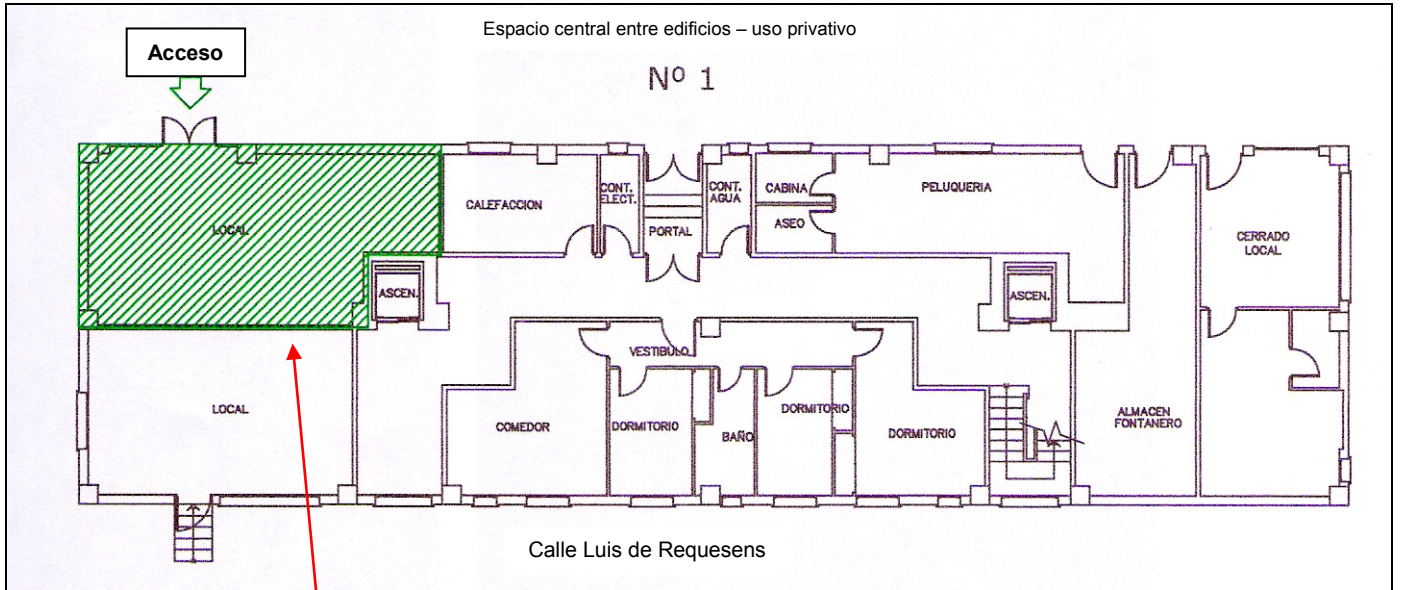 Espacio central entre edificios – uso privativo
Acceso
Nº 1
CONT.
ELECT.
CONT.
AGUA
CABINA
PELUQUERIA
CALEFACCION
LOCAL
PORTAL
ASEO
CERRADO
LOCAL
ASCEN.
ASCEN.
VESTIBULO
LOCAL
COMEDOR
DORMITORIO
BAÑO
DORMITORIO
DORMITORIO
ALMACEN
FONTANERO
Calle Luis de Requesens